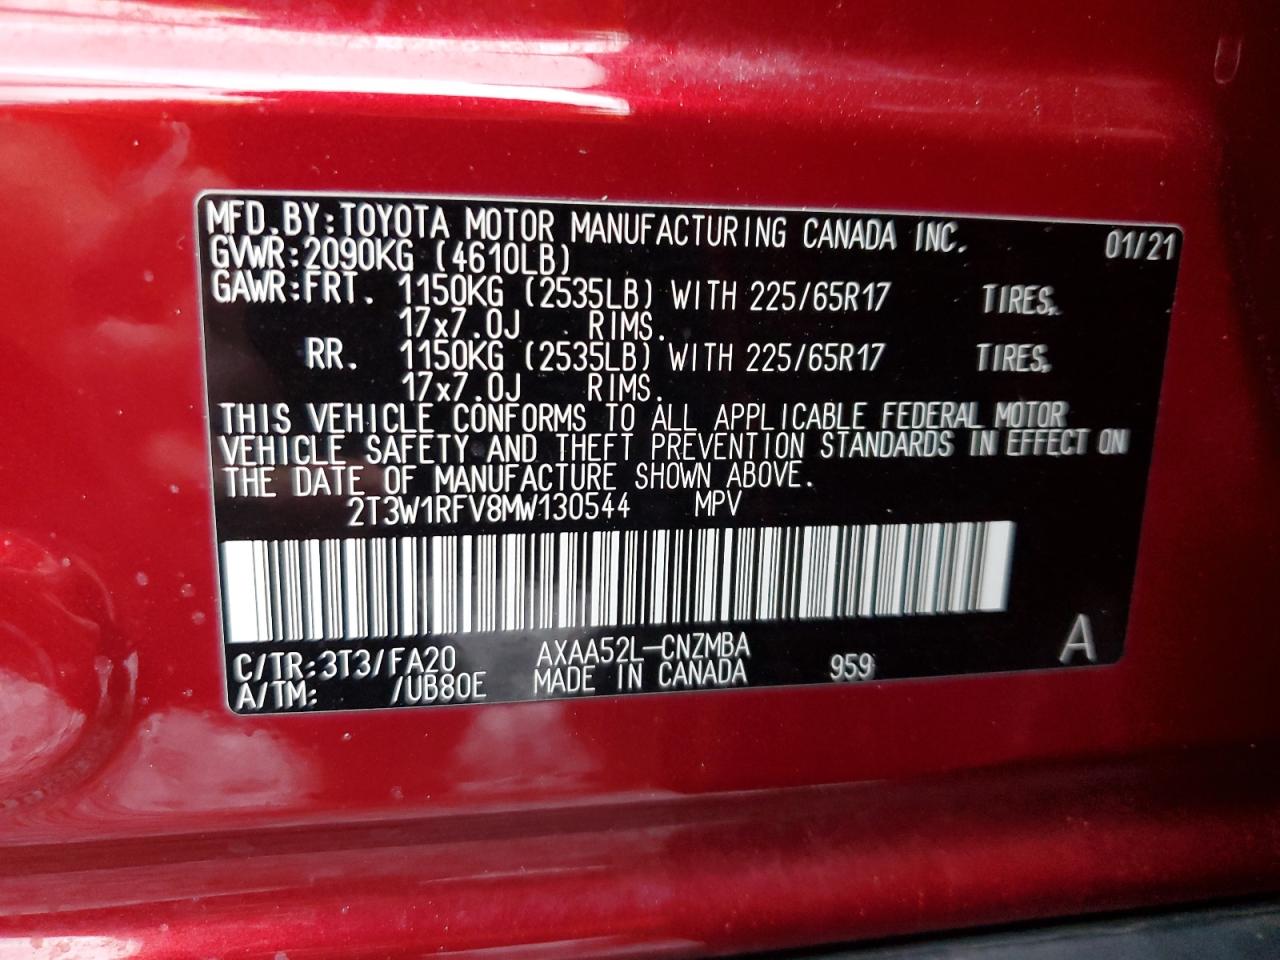 MFD.BY:TOYOTA MOTOR MANUFACTURING CANADA INC. 01/21
GVWR:2090KG (4610LB)
GAWR:FRT. 1150KG (2535LB) WITH 225/65R17 TIRES,
17x7.0J RIMS.
RR. 1150KG (2535LB) WITH 225/65R17 TIRES,
17x7.0J RIMS.
THIS VEHICLE CONFORMS TO ALL APPLICABLE FEDERAL MOTOR
VEHICLE SAFETY AND THEFT PREVENTION STANDARDS IN EFFECT ON
THE DATE OF MANUFACTURE SHOWN ABOVE.
2T3W1RFV8MW130544 MPV
C/TR:3T3/FA20 AXAA52L-CNZMBA 959 A
A/TM: /UB80E MADE IN CANADA